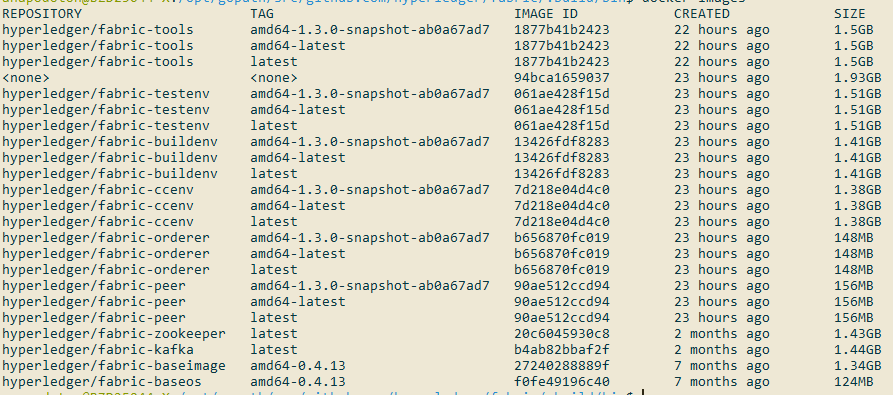 REPOSITORY TAG IMAGE ID CREATED SIZE
hyperledger/fabric-tools amd64-1.3.0-snapshot-ab0a67ad7 1877b41b2423 22 hours ago 1.5GB
hyperledger/fabric-tools amd64-latest 1877b41b2423 22 hours ago 1.5GB
hyperledger/fabric-tools latest 1877b41b2423 22 hours ago 1.5GB
<none> <none> 94bca1659037 23 hours ago 1.93GB
hyperledger/fabric-testenv amd64-1.3.0-snapshot-ab0a67ad7 061ae428f15d 23 hours ago 1.51GB
hyperledger/fabric-testenv amd64-latest 061ae428f15d 23 hours ago 1.51GB
hyperledger/fabric-testenv latest 061ae428f15d 23 hours ago 1.51GB
hyperledger/fabric-buildenv amd64-1.3.0-snapshot-ab0a67ad7 13426fdf8283 23 hours ago 1.41GB
hyperledger/fabric-buildenv amd64-latest 13426fdf8283 23 hours ago 1.41GB
hyperledger/fabric-buildenv latest 13426fdf8283 23 hours ago 1.41GB
hyperledger/fabric-ccenv amd64-1.3.0-snapshot-ab0a67ad7 7d218e04d4c0 23 hours ago 1.38GB
hyperledger/fabric-ccenv amd64-latest 7d218e04d4c0 23 hours ago 1.38GB
hyperledger/fabric-ccenv latest 7d218e04d4c0 23 hours ago 1.38GB
hyperledger/fabric-orderer amd64-1.3.0-snapshot-ab0a67ad7 b656870fc019 23 hours ago 148MB
hyperledger/fabric-orderer amd64-latest b656870fc019 23 hours ago 148MB
hyperledger/fabric-orderer latest b656870fc019 23 hours ago 148MB
hyperledger/fabric-peer amd64-1.3.0-snapshot-ab0a67ad7 90ae512ccd94 23 hours ago 156MB
hyperledger/fabric-peer amd64-latest 90ae512ccd94 23 hours ago 156MB
hyperledger/fabric-peer latest 90ae512ccd94 23 hours ago 156MB
hyperledger/fabric-zookeeper latest 20c6045930c8 2 months ago 1.43GB
hyperledger/fabric-kafka latest b4ab82bbaf2f 2 months ago 1.44GB
hyperledger/fabric-baseimage amd64-0.4.13 27240288889f 7 months ago 1.34GB
hyperledger/fabric-baseos amd64-0.4.13 f0fe49196c40 7 months ago 124MB